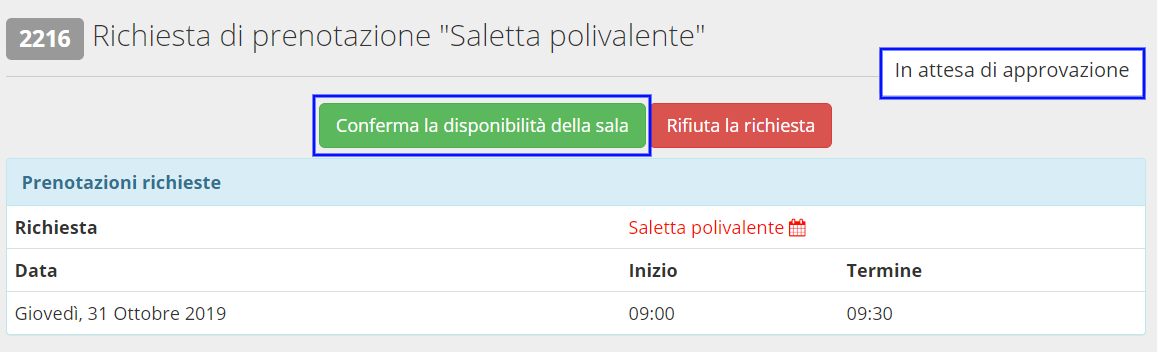 2216 Richiesta di prenotazione "Saletta polivalente"
In attesa di approvazione
Conferma la disponibilità della sala Rifiuta la richiesta
Prenotazioni richieste
Richiesta Saletta polivalente
Data Inizio Termine
Giovedì, 31 Ottobre 2019 09:00 09:30